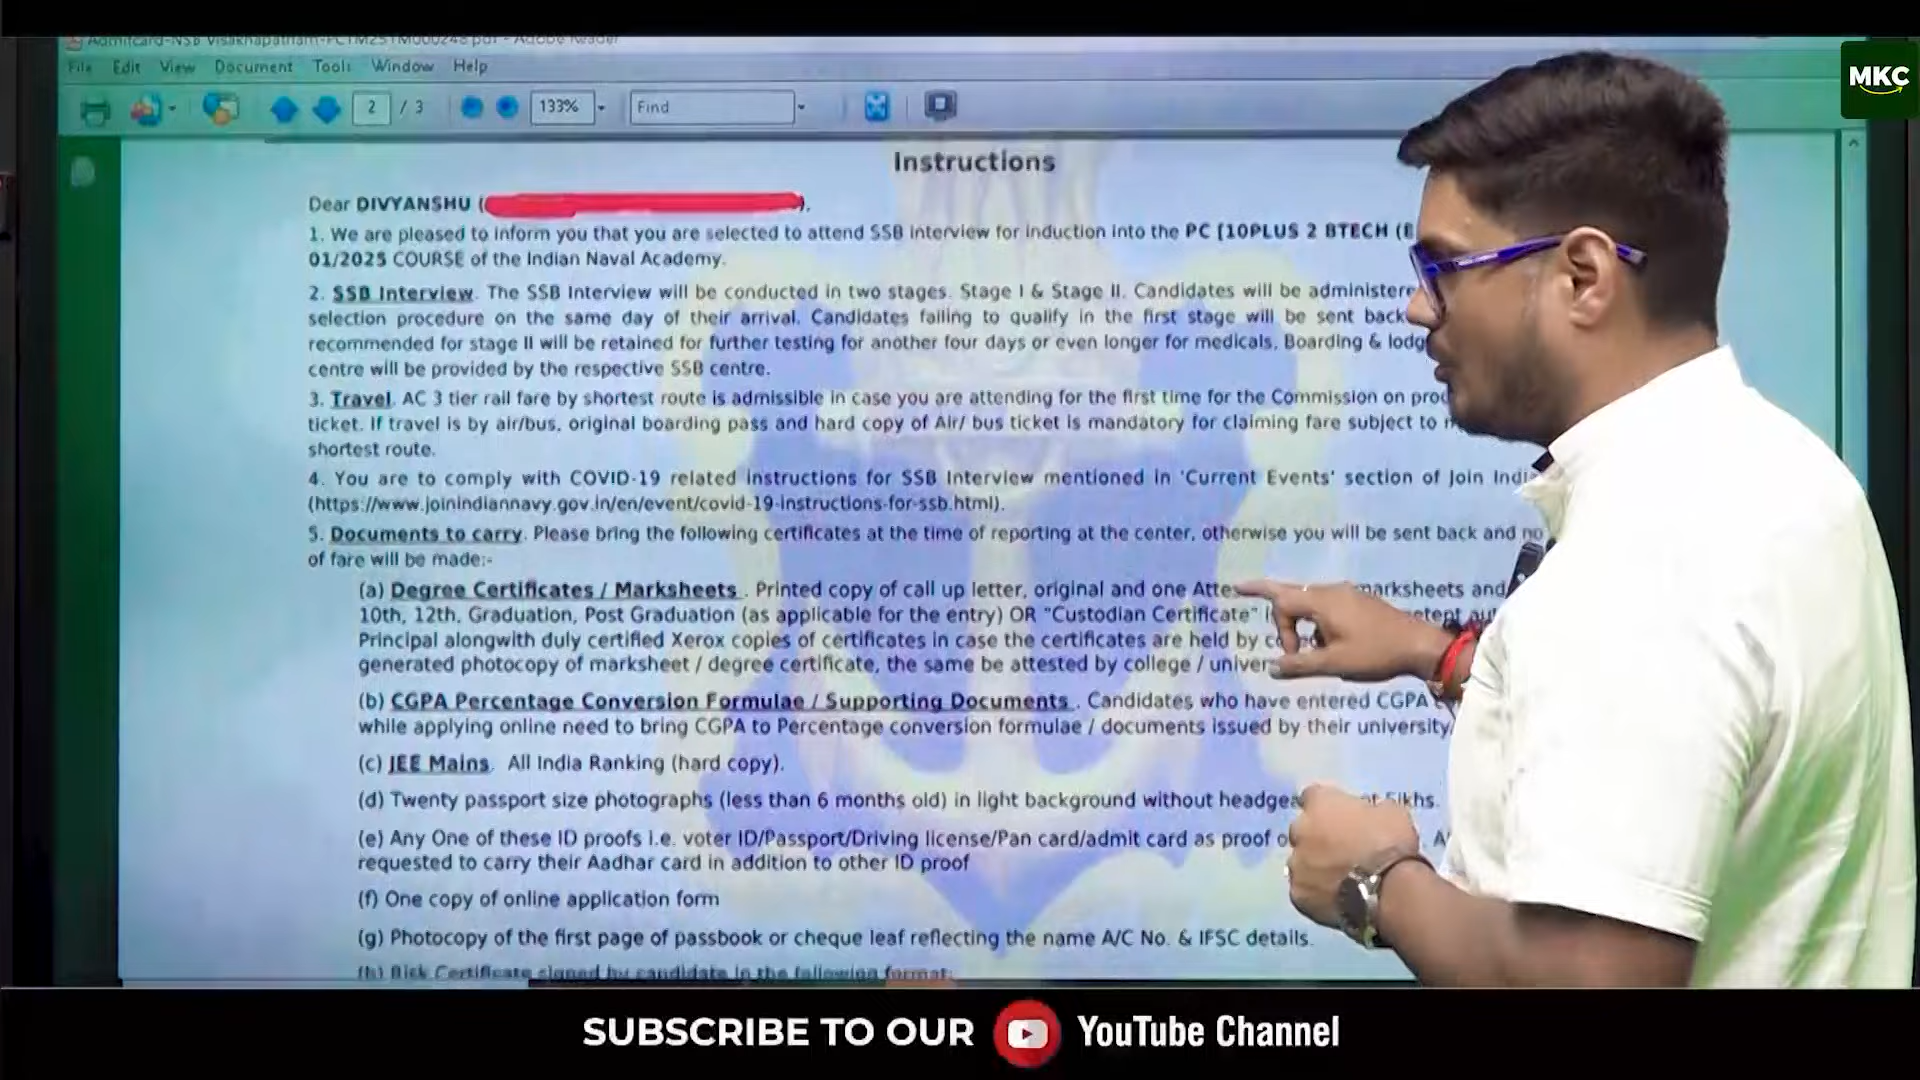 Admitcard-NSB Visakhapatnam-PCTM251M000248.pdf - Adobe Reader
File Edit View Document Tools Window Help
2 / 3 133% Find
MKC
Instructions
Dear DIVYANSHU ( ),
1. We are pleased to inform you that you are selected to attend SSB interview for induction into the PC [10PLUS 2 BTECH (E
01/2025 COURSE of the Indian Naval Academy.
2. SSB Interview. The SSB Interview will be conducted in two stages. Stage I & Stage II. Candidates will be administere
selection procedure on the same day of their arrival. Candidates failing to qualify in the first stage will be sent back
recommended for stage II will be retained for further testing for another four days or even longer for medicals. Boarding & lodg
centre will be provided by the respective SSB centre.
3. Travel. AC 3 tier rail fare by shortest route is admissible in case you are attending for the first time for the Commission on prod
ticket. If travel is by air/bus, original boarding pass and hard copy of Air/ bus ticket is mandatory for claiming fare subject to
shortest route.
4. You are to comply with COVID-19 related instructions for SSB Interview mentioned in 'Current Events' section of Join India
(https://www.joinindiannavy.gov.in/en/event/covid-19-instructions-for-ssb.html).
5. Documents to carry. Please bring the following certificates at the time of reporting at the center, otherwise you will be sent back and no
of fare will be made:-
(a) Degree Certificates / Marksheets . Printed copy of call up letter, original and one Attes marksheets and
10th, 12th, Graduation, Post Graduation (as applicable for the entry) OR "Custodian Certificate"
Principal alongwith duly certified Xerox copies of certificates in case the certificates are held by
generated photocopy of marksheet / degree certificate, the same be attested by college / univers
(b) CGPA Percentage Conversion Formulae / Supporting Documents . Candidates who have entered CGPA
while applying online need to bring CGPA to Percentage conversion formulae / documents issued by their university/
(c) JEE Mains. All India Ranking (hard copy).
(d) Twenty passport size photographs (less than 6 months old) in light background without headgea Sikhs.
(e) Any One of these ID proofs i.e. voter ID/Passport/Driving license/Pan card/admit card as proof
requested to carry their Aadhar card in addition to other ID proof
(f) One copy of online application form
(g) Photocopy of the first page of passbook or cheque leaf reflecting the name A/C No. & IFSC details.
(h) Risk Certificate signed by candidate in the following format:
SUBSCRIBE TO OUR YouTube Channel